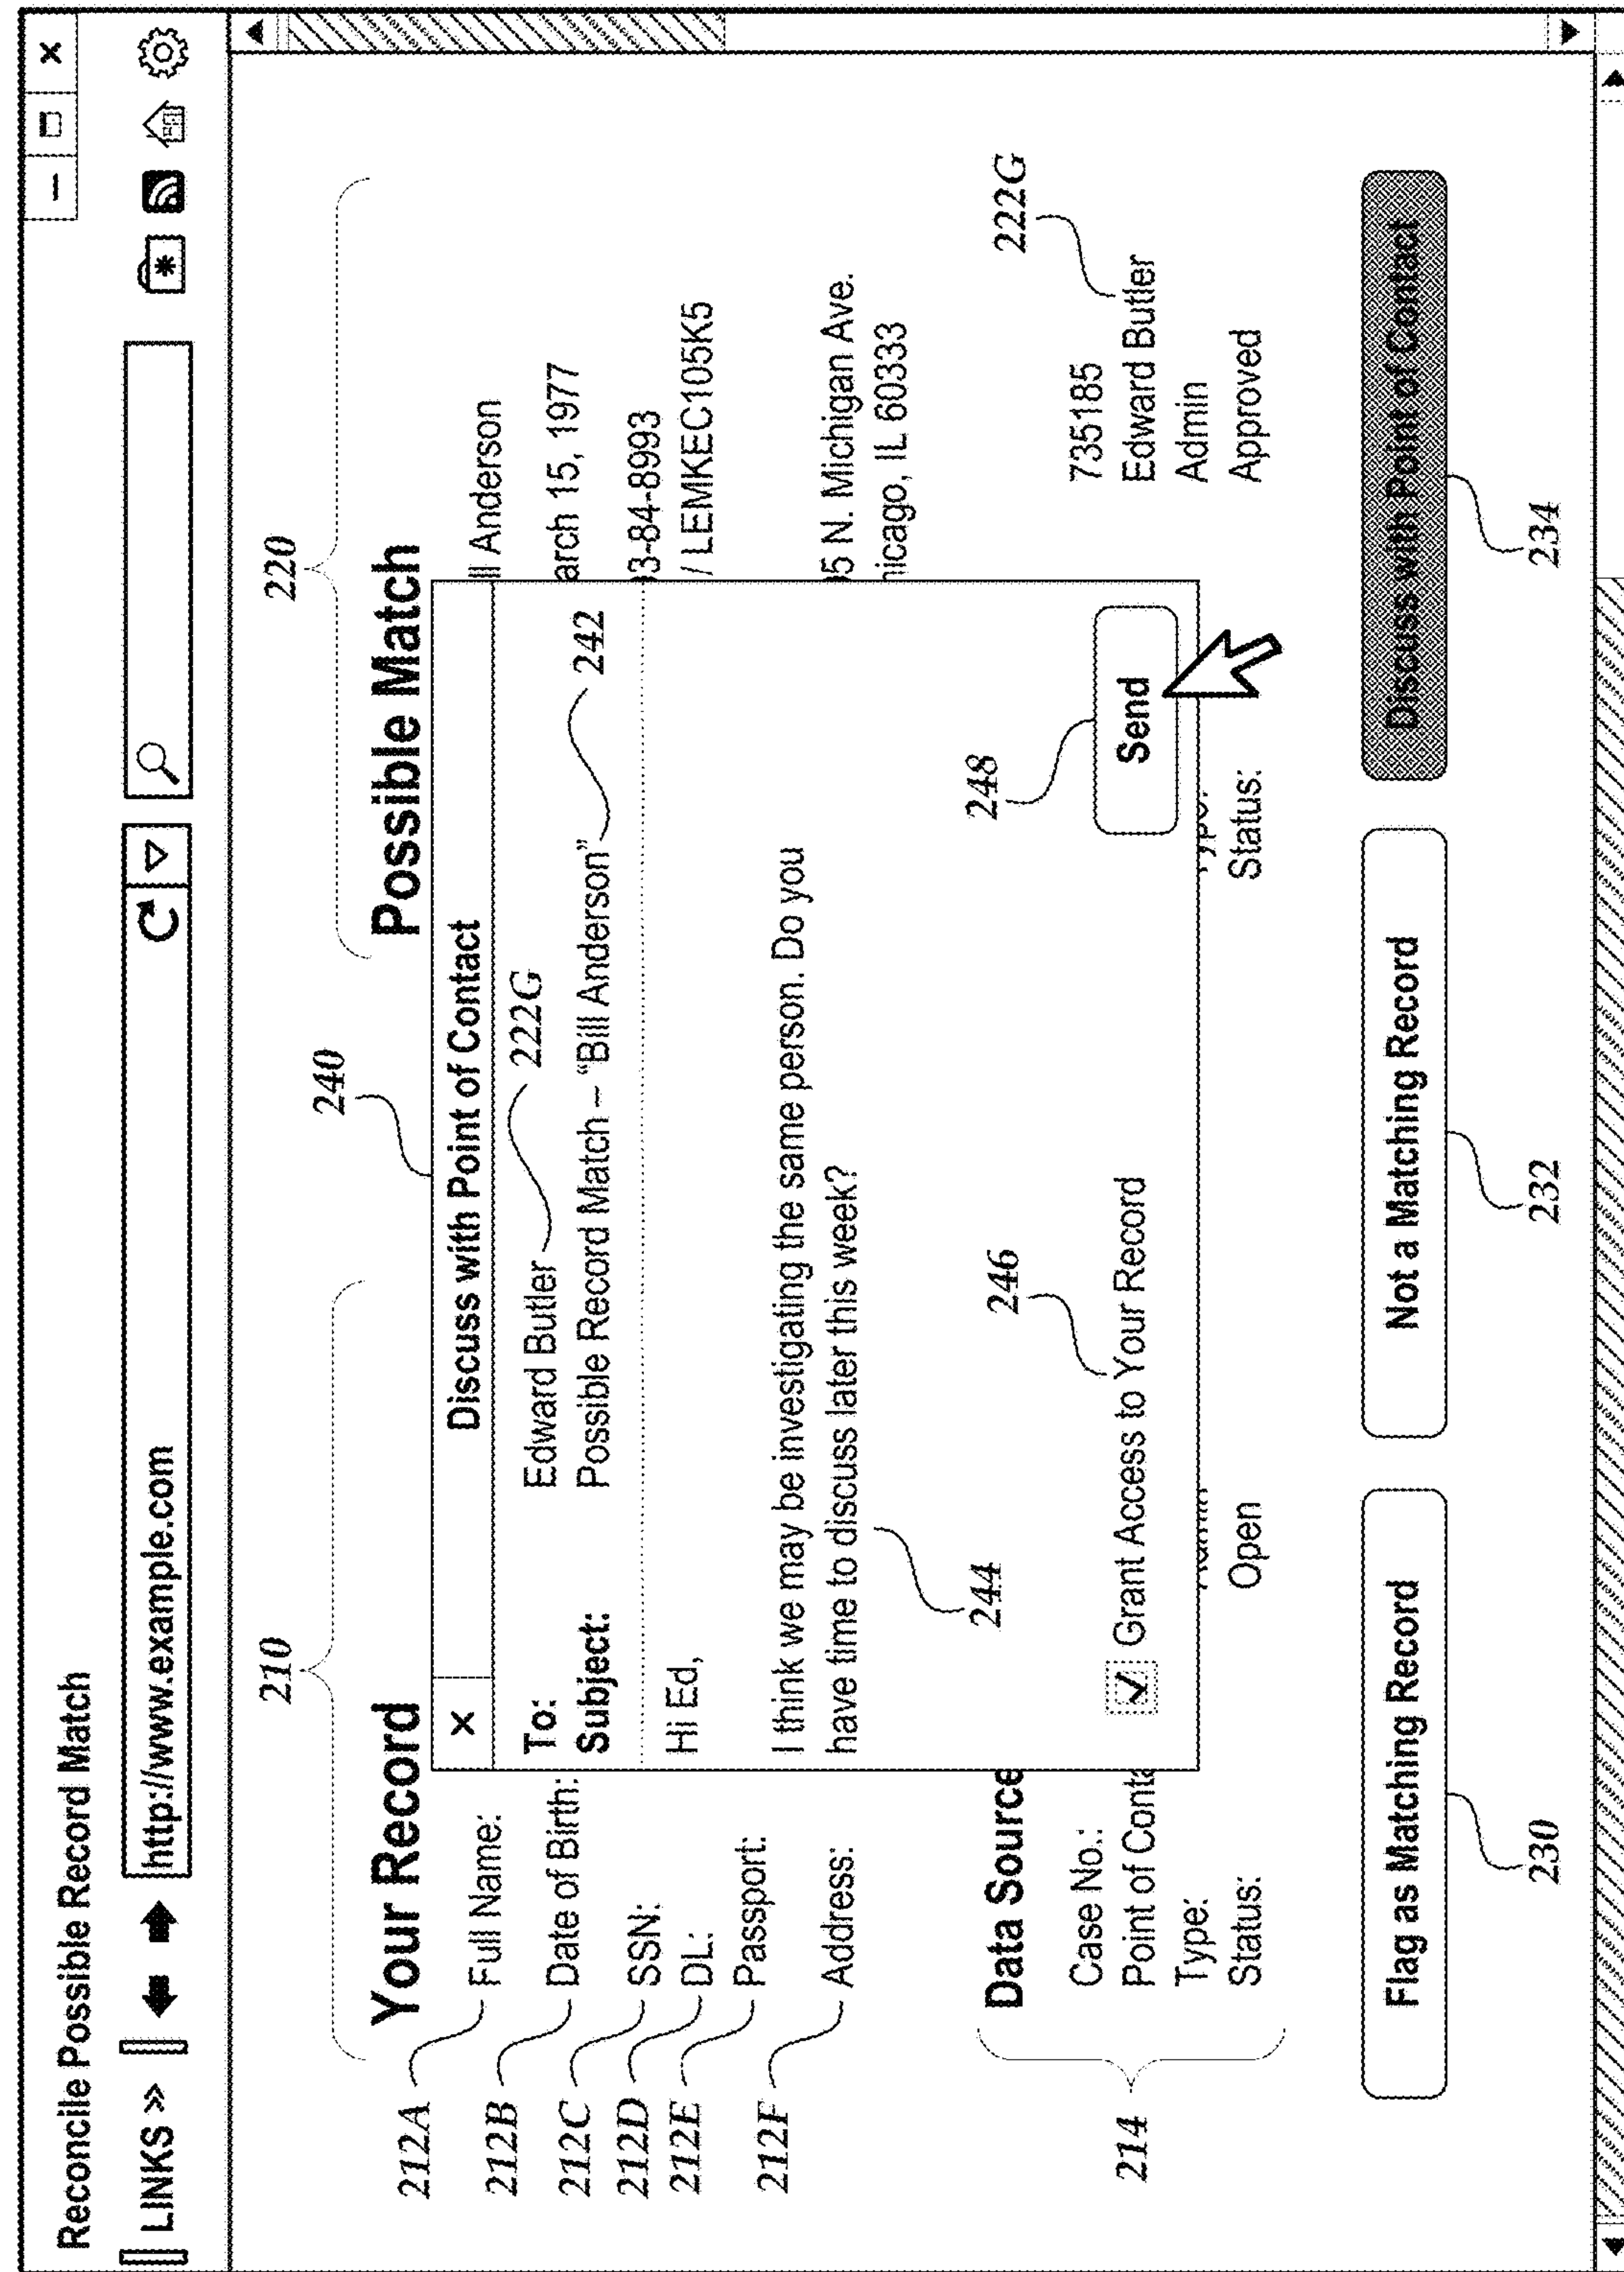 Reconcile Possible Record Match
LINKS »
http://www.example.com
210
220
240
Your Record
Possible Match
Discuss with Point of Contact
212A
Full Name:
ll Anderson
To:
Edward Butler
222G
212B
Date of Birth:
arch 15, 1977
Subject:
Possible Record Match – “Bill Anderson”
242
212C
SSN:
3-84-8993
Hi Ed,
212D
DL:
/ LEMKEC105K5
212E
Passport:
I think we may be investigating the same person. Do you
212F
Address:
5 N. Michigan Ave.
have time to discuss later this week?
hicago, IL 60333
244
246
248
222G
Data Source
214
Case No.:
735185
Grant Access to Your Record
Send
Point of Conta
Edward Butler
Type:
Admin
Status:
Open
Status:
Approved
Flag as Matching Record
Not a Matching Record
Discuss with Point of Contact
230
232
234